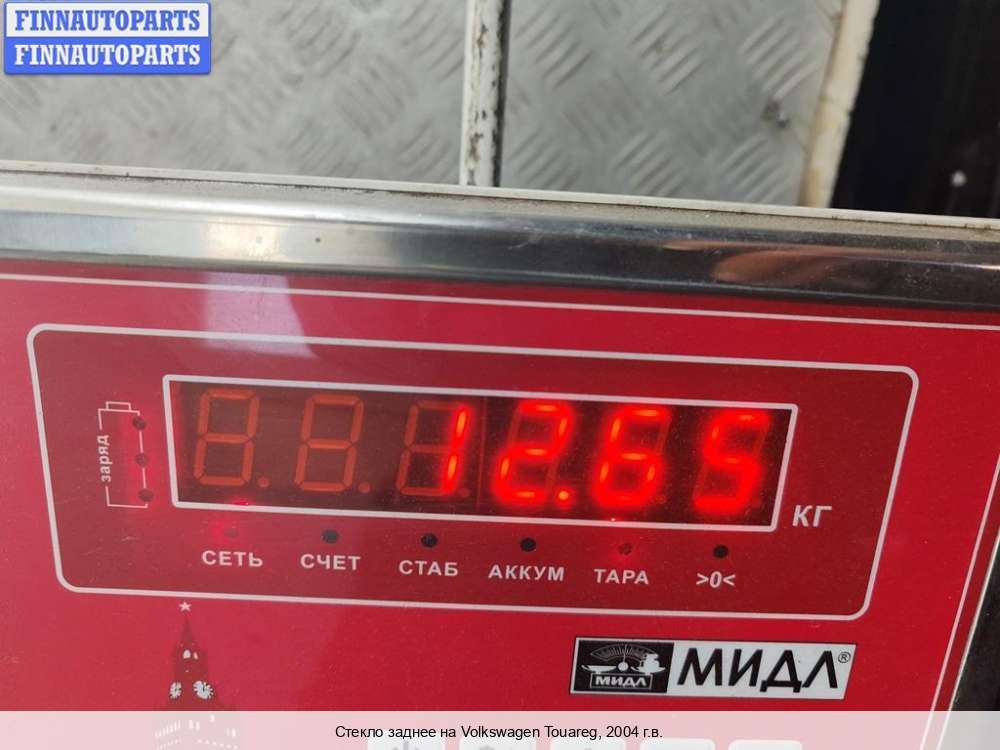 FINNAUTOPARTS
FINNAUTOPARTS
заряд
12.65
КГ
СЕТЬ СЧЕТ СТАБ АККУМ ТАРА >0<
МИДЛ МИДЛ®
Стекло заднее на Volkswagen Touareg, 2004 г.в.